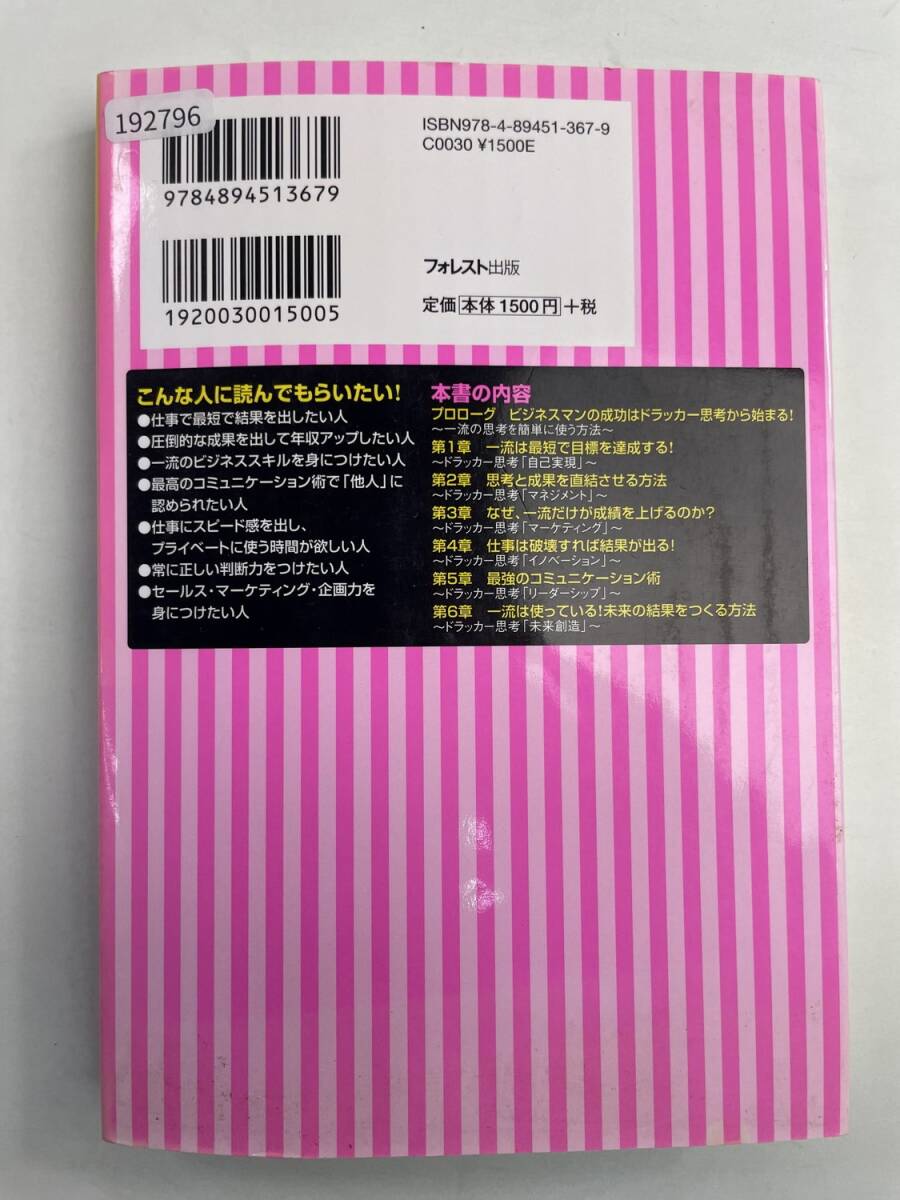 192796
9784894513679
1920030015005
ISBN978-4-89451-367-9
C0030 ¥1500E
フォレスト出版
定価 本体1500円 +税
こんな人に読んでもらいたい!
●仕事で最短で結果を出したい人
●圧倒的な成果を出して年収アップしたい人
●一流のビジネススキルを身につけたい人
●最高のコミュニケーション術で「他人」に
認められたい人
●仕事にスピード感を出し、
プライベートに使う時間が欲しい人
●常に正しい判断力をつけたい人
●セールス・マーケティング・企画力を
身につけたい人
本書の内容
プロローグ ビジネスマンの成功はドラッカー思考から始まる!
〜一流の思考を簡単に使う方法〜
第1章 一流は最短で目標を達成する!
〜ドラッカー思考「自己実現」〜
第2章 思考と成果を直結させる方法
〜ドラッカー思考「マネジメント」〜
第3章 なぜ、一流だけが成績を上げるのか?
〜ドラッカー思考「マーケティング」〜
第4章 仕事は破壊すれば結果が出る!
〜ドラッカー思考「イノベーション」〜
第5章 最強のコミュニケーション術
〜ドラッカー思考「リーダーシップ」〜
第6章 一流は使っている!未来の結果をつくる方法
〜ドラッカー思考「未来創造」〜